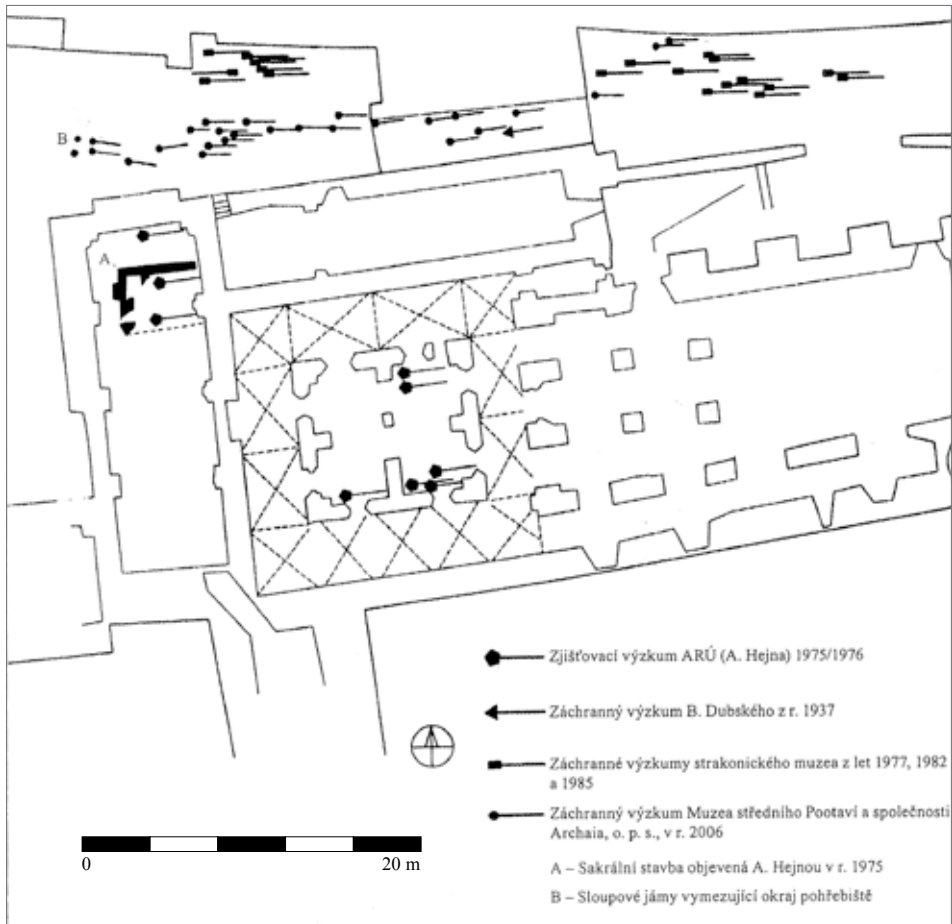 B
A
Zjišťovací výzkum ARÚ (A. Hejna) 1975/1976
Záchranný výzkum B. Dubského z r. 1937
Záchranné výzkumy strakonického muzea z let 1977, 1982
a 1985
Záchranný výzkum Muzea středního Pootaví a společnosti
Archaia, o. p. s., v r. 2006
A – Sakrální stavba objevená A. Hejnou v r. 1975
B – Sloupové jámy vymezující okraj pohřebiště
0 20 m